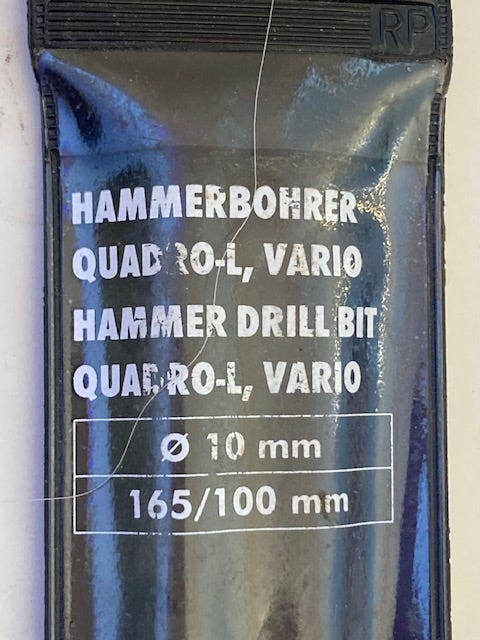 RP
HAMMERBOHRER
QUADRO-L, VARIO
HAMMER DRILL BIT
QUADRO-L, VARIO
Ø 10 mm
165/100 mm